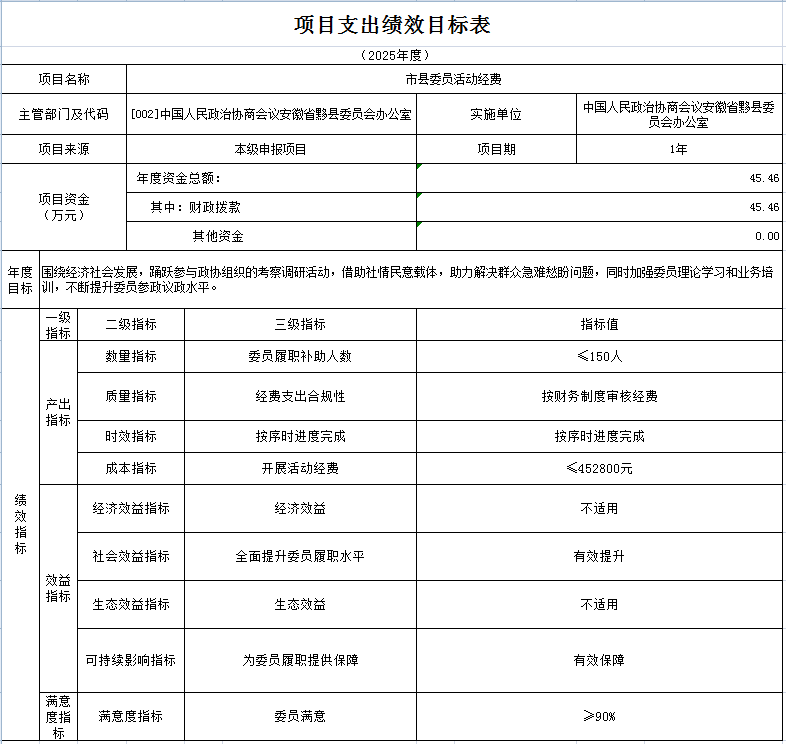 项目支出绩效目标表
（2025年度）
项目名称
市县委员活动经费
主管部门及代码
[002]中国人民政治协商会议安徽省黟县委员会办公室
实施单位
中国人民政治协商会议安徽省黟县委
员会办公室
项目来源
本级申报项目
项目期
1年
项目资金
（万元）
年度资金总额：
45.46
其中：财政拨款
45.46
其他资金
0.00
年度
目标
围绕经济社会发展，踊跃参与政协组织的考察调研活动，借助社情民意载体，助力解决群众急难愁盼问题，同时加强委员理论学习和业务培
训，不断提升委员参政议政水平。
绩
效
指
标
一级
指标
二级指标
三级指标
指标值
产出
指标
数量指标
委员履职补助人数
≤150人
质量指标
经费支出合规性
按财务制度审核经费
时效指标
按序时进度完成
按序时进度完成
成本指标
开展活动经费
≤452800元
效益
指标
经济效益指标
经济效益
不适用
社会效益指标
全面提升委员履职水平
有效提升
生态效益指标
生态效益
不适用
可持续影响指标
为委员履职提供保障
有效保障
满意
度指
标
满意度指标
委员满意
≥90%